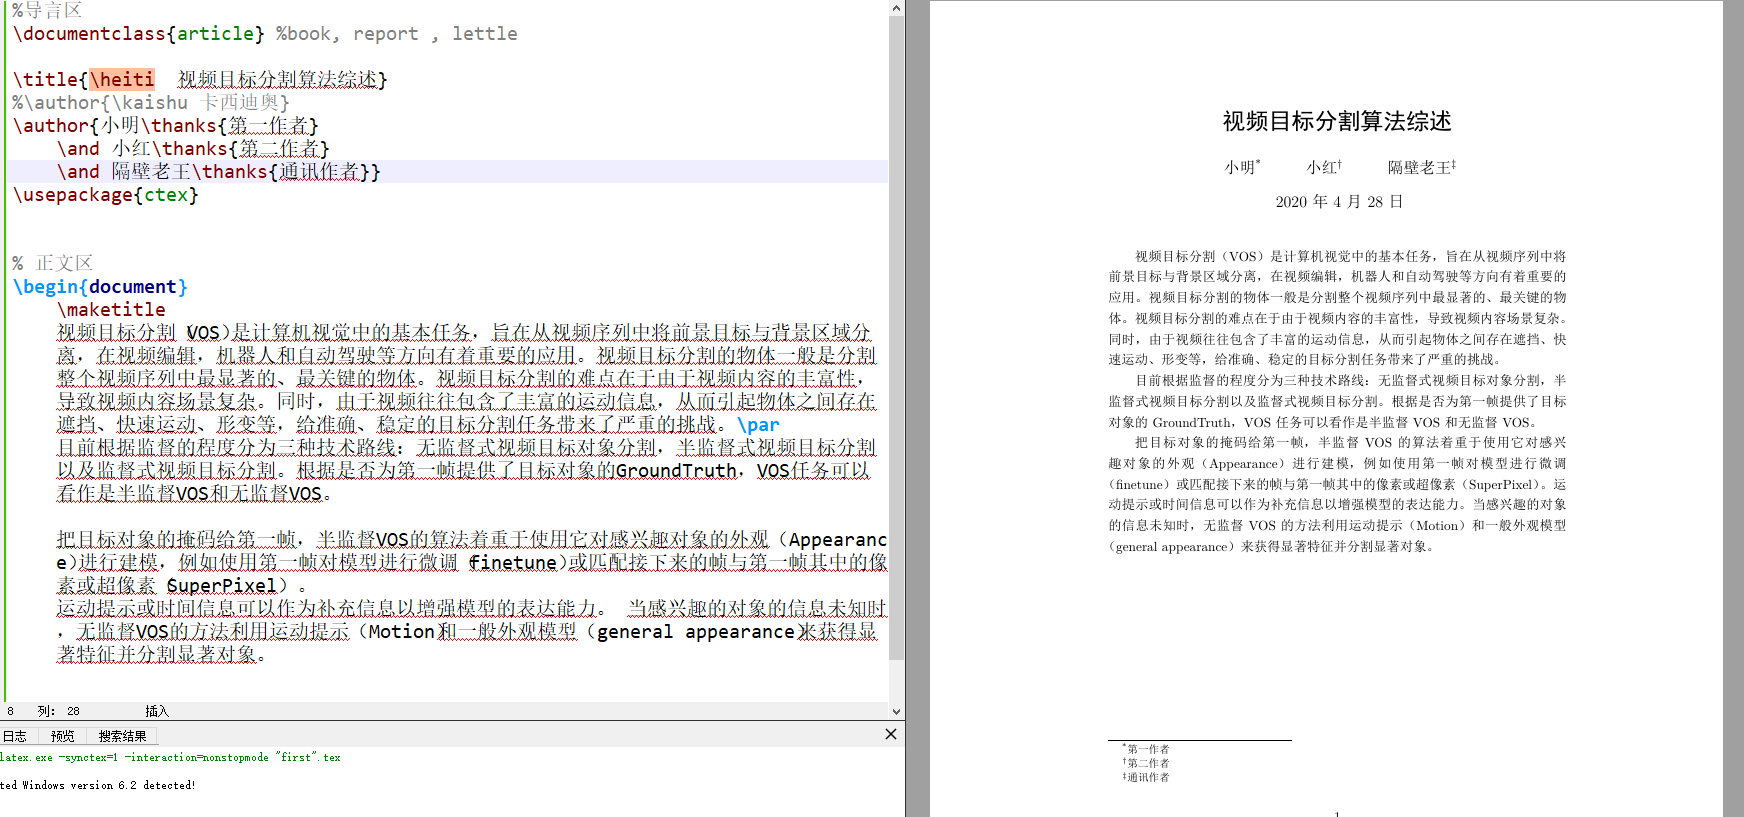 %导言区
\documentclass{article} %book, report , lettle
\title{\heiti  视频目标分割算法综述}
%\author{\kaishu 卡西迪奥}
\author{小明\thanks{第一作者}
\and 小红\thanks{第二作者}
\and 隔壁老王\thanks{通讯作者}}
\usepackage{ctex}
% 正文区
\begin{document}
\maketitle
视频目标分割（VOS)是计算机视觉中的基本任务，旨在从视频序列中将前景目标与背景区域分
离，在视频编辑，机器人和自动驾驶等方向有着重要的应用。视频目标分割的物体一般是分割
整个视频序列中最显著的、最关键的物体。视频目标分割的难点在于由于视频内容的丰富性，
导致视频内容场景复杂。同时，由于视频往往包含了丰富的运动信息，从而引起物体之间存在
遮挡、快速运动、形变等，给准确、稳定的目标分割任务带来了严重的挑战。\par
目前根据监督的程度分为三种技术路线：无监督式视频目标对象分割，半监督式视频目标分割
以及监督式视频目标分割。根据是否为第一帧提供了目标对象的GroundTruth，VOS任务可以
看作是半监督VOS和无监督VOS。
把目标对象的掩码给第一帧，半监督VOS的算法着重于使用它对感兴趣对象的外观（Appearanc
e)进行建模，例如使用第一帧对模型进行微调（finetune)或匹配接下来的帧与第一帧其中的像
素或超像素（SuperPixel）。
运动提示或时间信息可以作为补充信息以增强模型的表达能力。 当感兴趣的对象的信息未知时
，无监督VOS的方法利用运动提示（Motion)和一般外观模型（general appearance)来获得显
著特征并分割显著对象。
8 列: 28 插入
日志 预览 搜索结果
latex.exe -synctex=1 -interaction=nonstopmode "first".tex
ted Windows version 6.2 detected!
视频目标分割算法综述
小明* 小红† 隔壁老王‡
2020 年 4 月 28 日
视频目标分割（VOS）是计算机视觉中的基本任务，旨在从视频序列中将
前景目标与背景区域分离，在视频编辑，机器人和自动驾驶等方向有着重要的
应用。视频目标分割的物体一般是分割整个视频序列中最显著的、最关键的物
体。视频目标分割的难点在于由于视频内容的丰富性，导致视频内容场景复杂。
同时，由于视频往往包含了丰富的运动信息，从而引起物体之间存在遮挡、快
速运动、形变等，给准确、稳定的目标分割任务带来了严重的挑战。
目前根据监督的程度分为三种技术路线：无监督式视频目标对象分割，半
监督式视频目标分割以及监督式视频目标分割。根据是否为第一帧提供了目标
对象的 GroundTruth，VOS 任务可以看作是半监督 VOS 和无监督 VOS。
把目标对象的掩码给第一帧，半监督 VOS 的算法着重于使用它对感兴
趣对象的外观（Appearance）进行建模，例如使用第一帧对模型进行微调
（finetune）或匹配接下来的帧与第一帧其中的像素或超像素（SuperPixel）。运
动提示或时间信息可以作为补充信息以增强模型的表达能力。当感兴趣的对象
的信息未知时，无监督 VOS 的方法利用运动提示（Motion）和一般外观模型
（general appearance）来获得显著特征并分割显著对象。
*第一作者
†第二作者
‡通讯作者
1